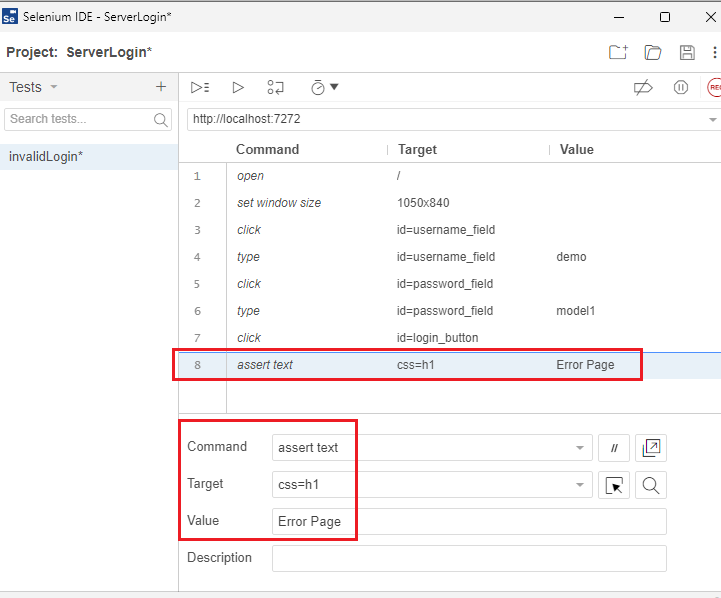 Se Selenium IDE - ServerLogin*
Project: ServerLogin*
Tests
Search tests...
invalidLogin*
REC
http://localhost:7272
Command Target Value
1 open /
2 set window size 1050x840
3 click id=username_field
4 type id=username_field demo
5 click id=password_field
6 type id=password_field model1
7 click id=login_button
8 assert text css=h1 Error Page
Command assert text //
Target css=h1
Value Error Page
Description